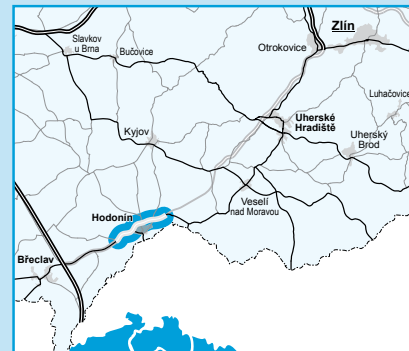 Zlín
Slavkov
u Brna
Bučovice
Otrokovice
Luhačovice
Uherské
Hradiště
Kyjov
Uherský
Brod
Veselí
nad Moravou
Hodonín
Břeclav